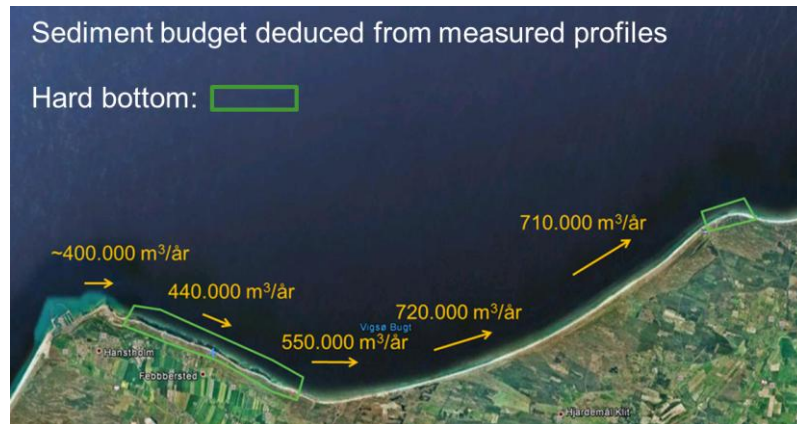 Sediment budget deduced from measured profiles
Hard bottom:
710.000 m³/år
~400.000 m³/år
440.000 m³/år
720.000 m³/år
Vigsø Bugt
550.000 m³/år
Hanstholm
Febbersted
Hjardemål Klit